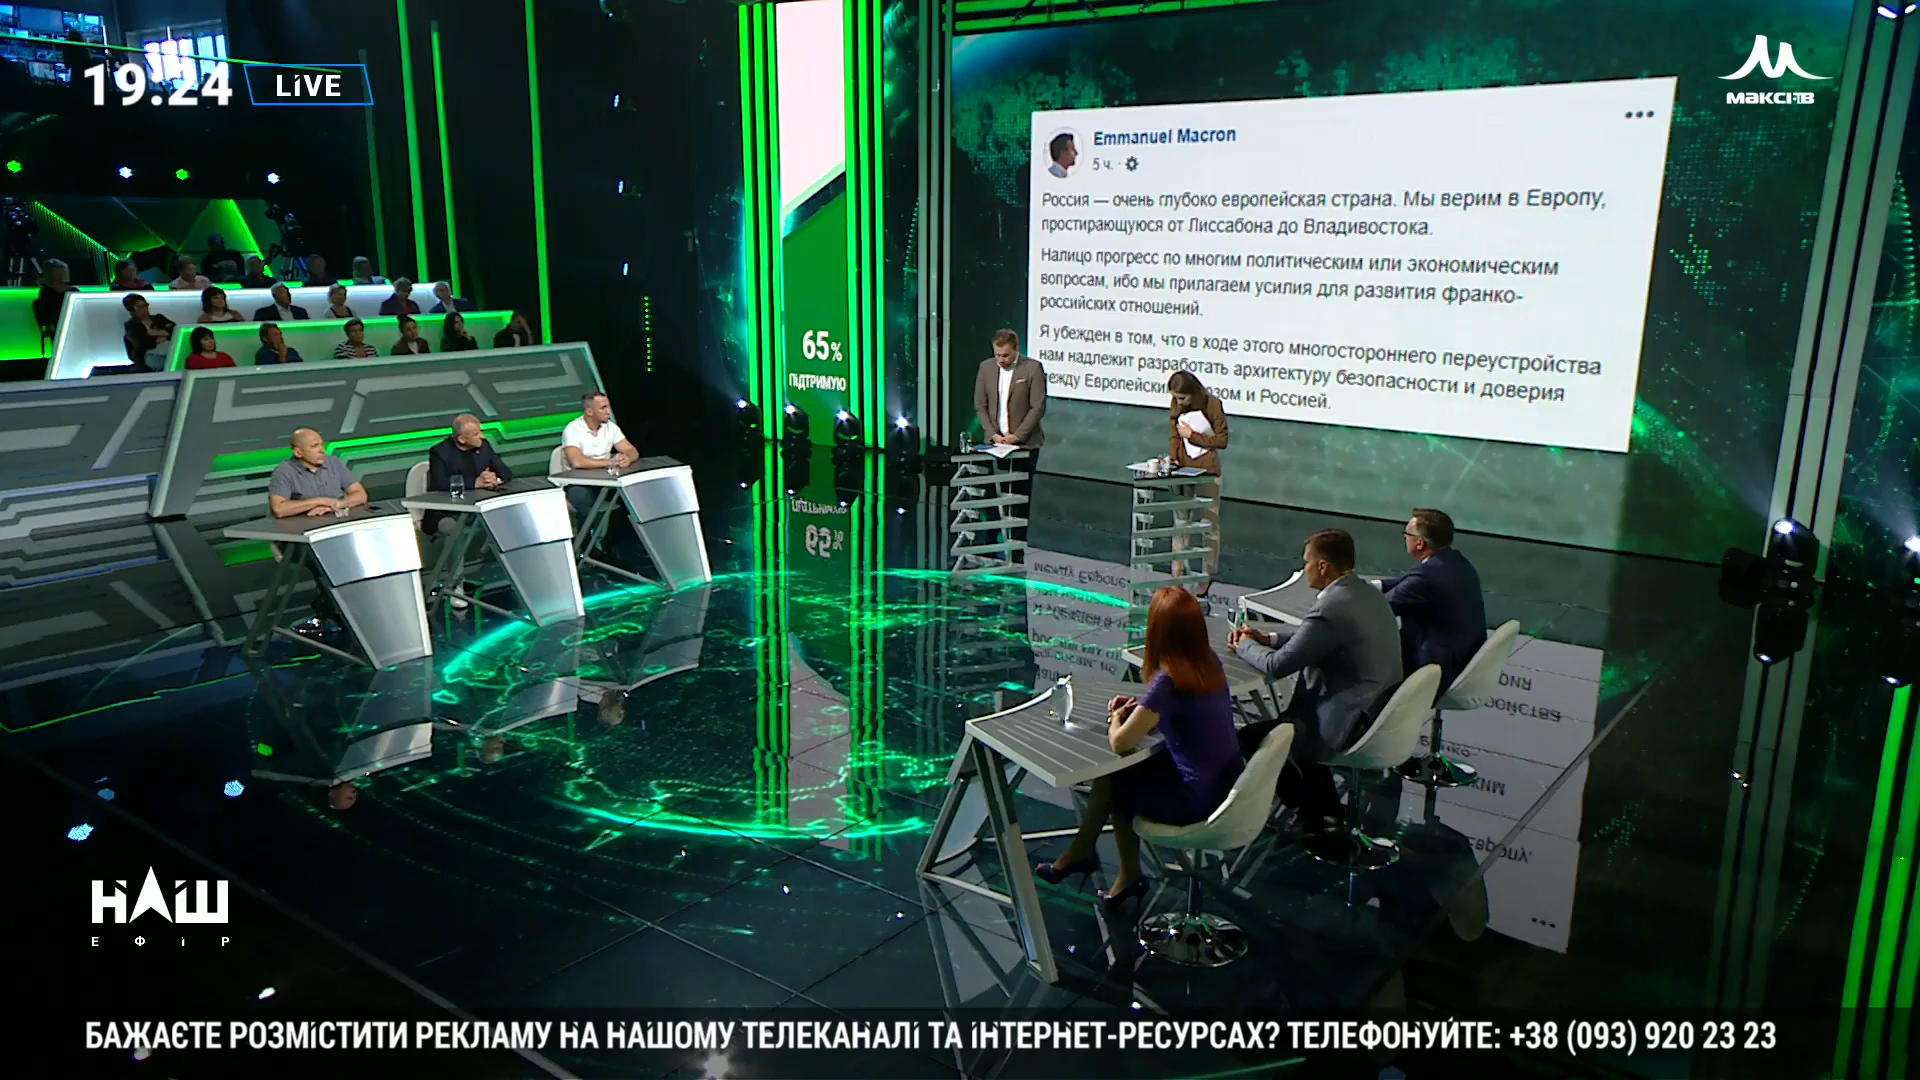 19:24
LIVE
МАКСІ-ТВ
Emmanuel Macron
5 ч.
Россия — очень глубоко европейская страна. Мы верим в Европу,
простирающуюся от Лиссабона до Владивостока.
Налицо прогресс по многим политическим или экономическим
вопросам, ибо мы прилагаем усилия для развития франко-
российских отношений.
Я убежден в том, что в ходе этого многостороннего переустройства
нам надлежит разработать архитектуру безопасности и доверия
и Россией.
65%
ПІДТРИМУЮ
НАШ
ЕФІР
БАЖАЄТЕ РОЗМІСТИТИ РЕКЛАМУ НА НАШОМУ ТЕЛЕКАНАЛІ ТА ІНТЕРНЕТ-РЕСУРСАХ? ТЕЛЕФОНУЙТЕ: +38 (093) 920 23 23